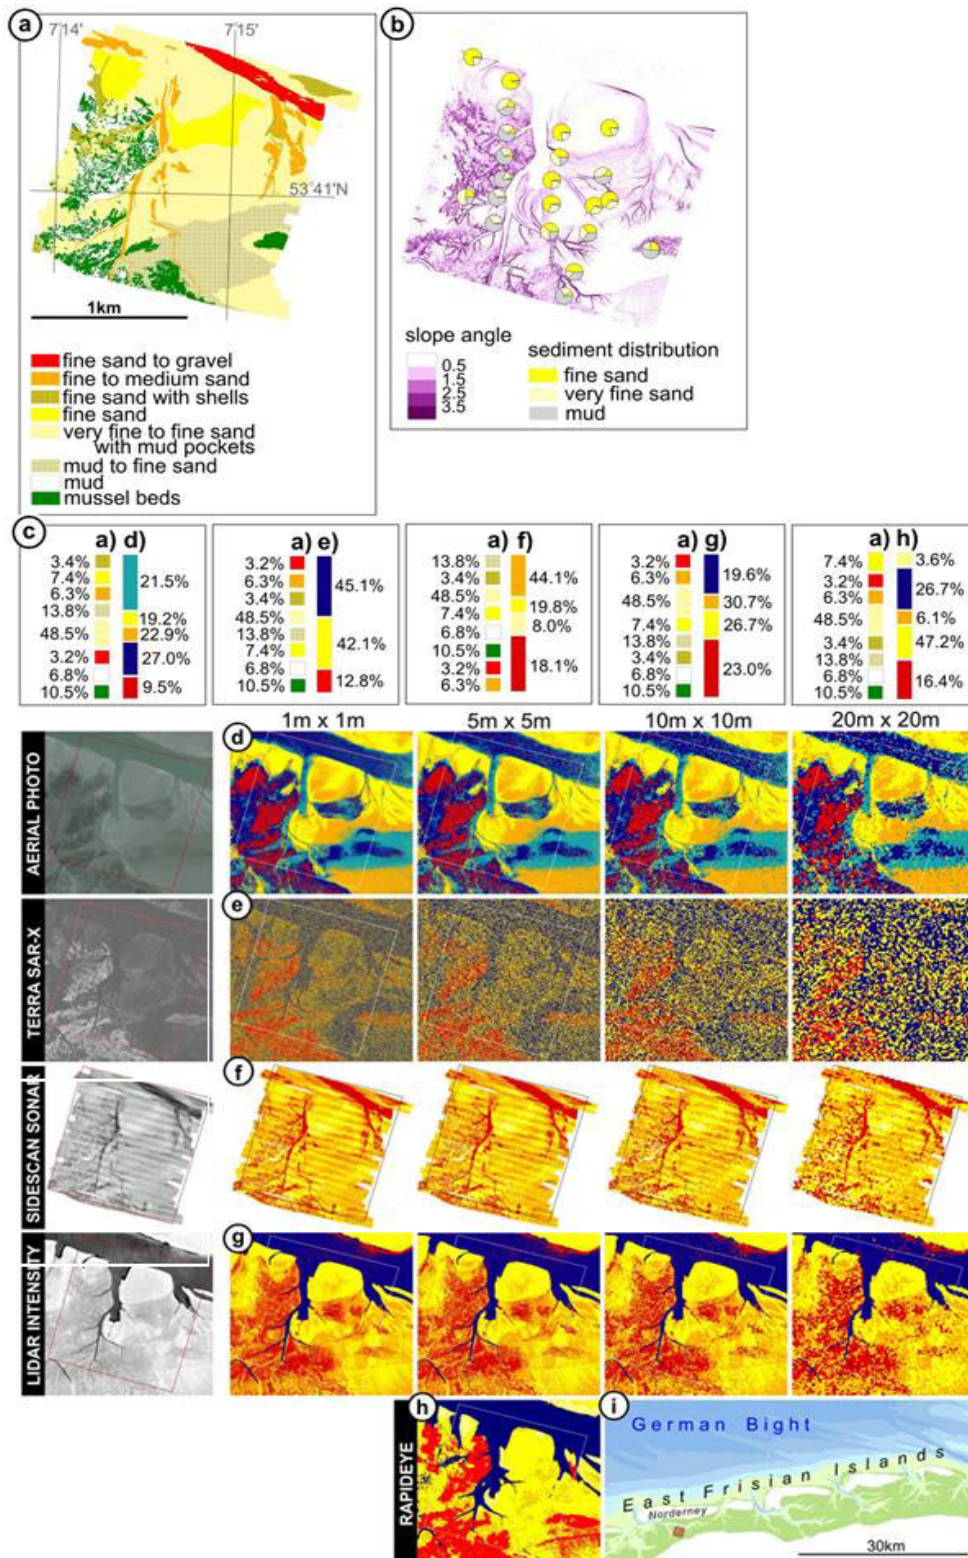 a
7°14'
7°15'
53°41'N
1km
fine sand to gravel
fine to medium sand
fine sand with shells
fine sand
very fine to fine sand
with mud pockets
mud to fine sand
mud
mussel beds
b
slope angle
0.5
1.5
2.5
3.5
sediment distribution
fine sand
very fine sand
mud
c
a) d)
3.4%
7.4%
6.3%
13.8%
48.5%
3.2%
6.8%
10.5%
21.5%
19.2%
22.9%
27.0%
9.5%
a) e)
3.2%
6.3%
3.4%
48.5%
13.8%
7.4%
6.8%
10.5%
45.1%
42.1%
12.8%
a) f)
13.8%
3.4%
48.5%
7.4%
6.8%
10.5%
3.2%
6.3%
44.1%
19.8%
8.0%
18.1%
a) g)
3.2%
6.3%
48.5%
7.4%
13.8%
3.4%
6.8%
10.5%
19.6%
30.7%
26.7%
23.0%
a) h)
7.4%
3.2%
6.3%
48.5%
3.4%
13.8%
6.8%
10.5%
3.6%
26.7%
6.1%
47.2%
16.4%
1m x 1m
5m x 5m
10m x 10m
20m x 20m
AERIAL PHOTO
d
TERRA SAR-X
e
SIDESCAN SONAR
f
LIDAR INTENSITY
g
RAPIDEYE
h
i
German Bight
East Frisian Islands
Norderney
30km